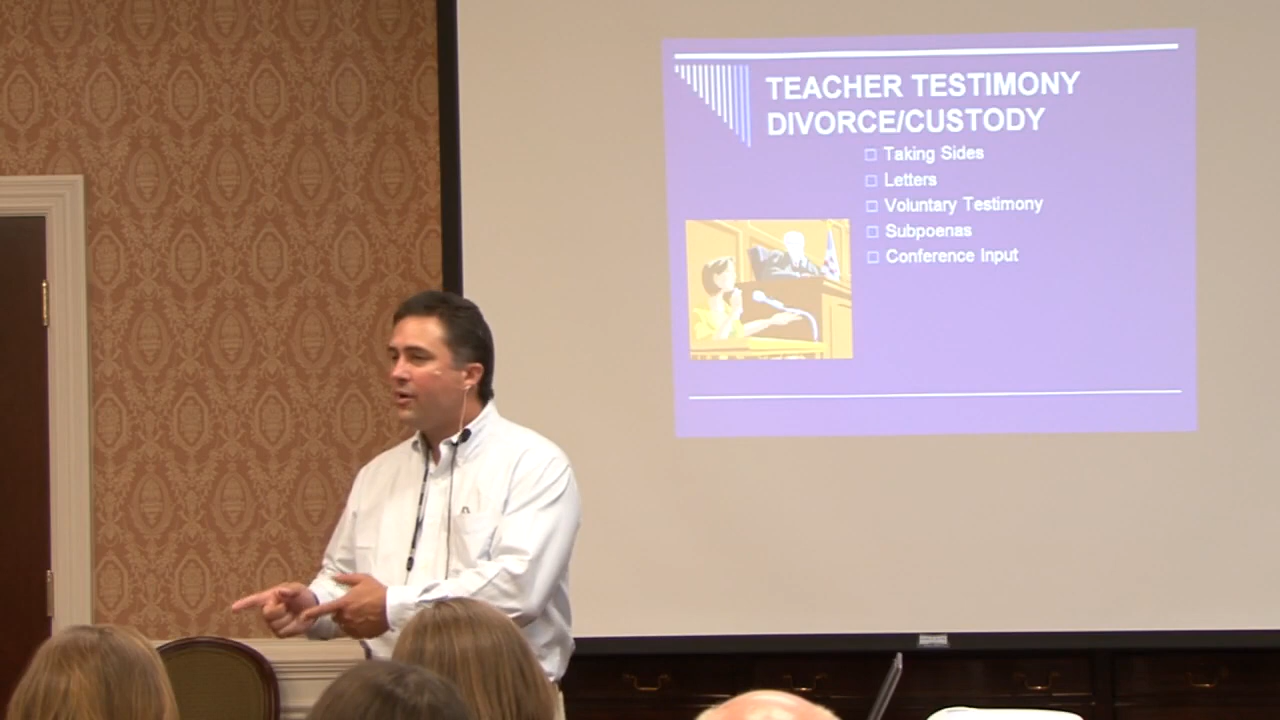 TEACHER TESTIMONY
DIVORCE/CUSTODY
Taking Sides
Letters
Voluntary Testimony
Subpoenas
Conference Input